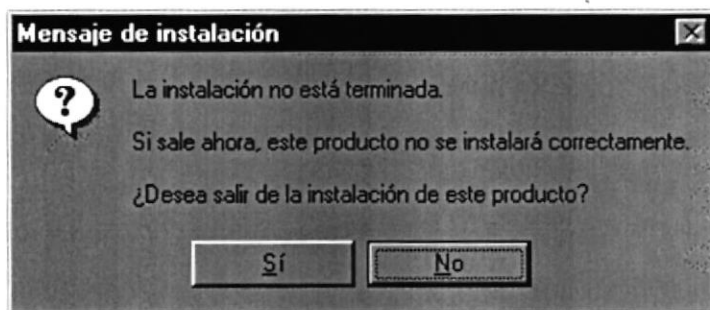 Mensaje de instalación
La instalación no está terminada.
Si sale ahora, este producto no se instalará correctamente.
¿Desea salir de la instalación de este producto?
Sí
No